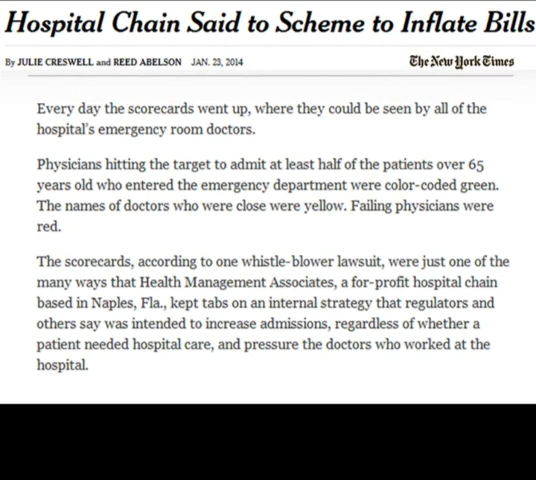 Hospital Chain Said to Scheme to Inflate Bills
By JULIE CRESWELL and REED ABELSON JAN. 23, 2014 The New York Times
Every day the scorecards went up, where they could be seen by all of the
hospital's emergency room doctors.
Physicians hitting the target to admit at least half of the patients over 65
years old who entered the emergency department were color-coded green.
The names of doctors who were close were yellow. Failing physicians were
red.
The scorecards, according to one whistle-blower lawsuit, were just one of the
many ways that Health Management Associates, a for-profit hospital chain
based in Naples, Fla., kept tabs on an internal strategy that regulators and
others say was intended to increase admissions, regardless of whether a
patient needed hospital care, and pressure the doctors who worked at the
hospital.